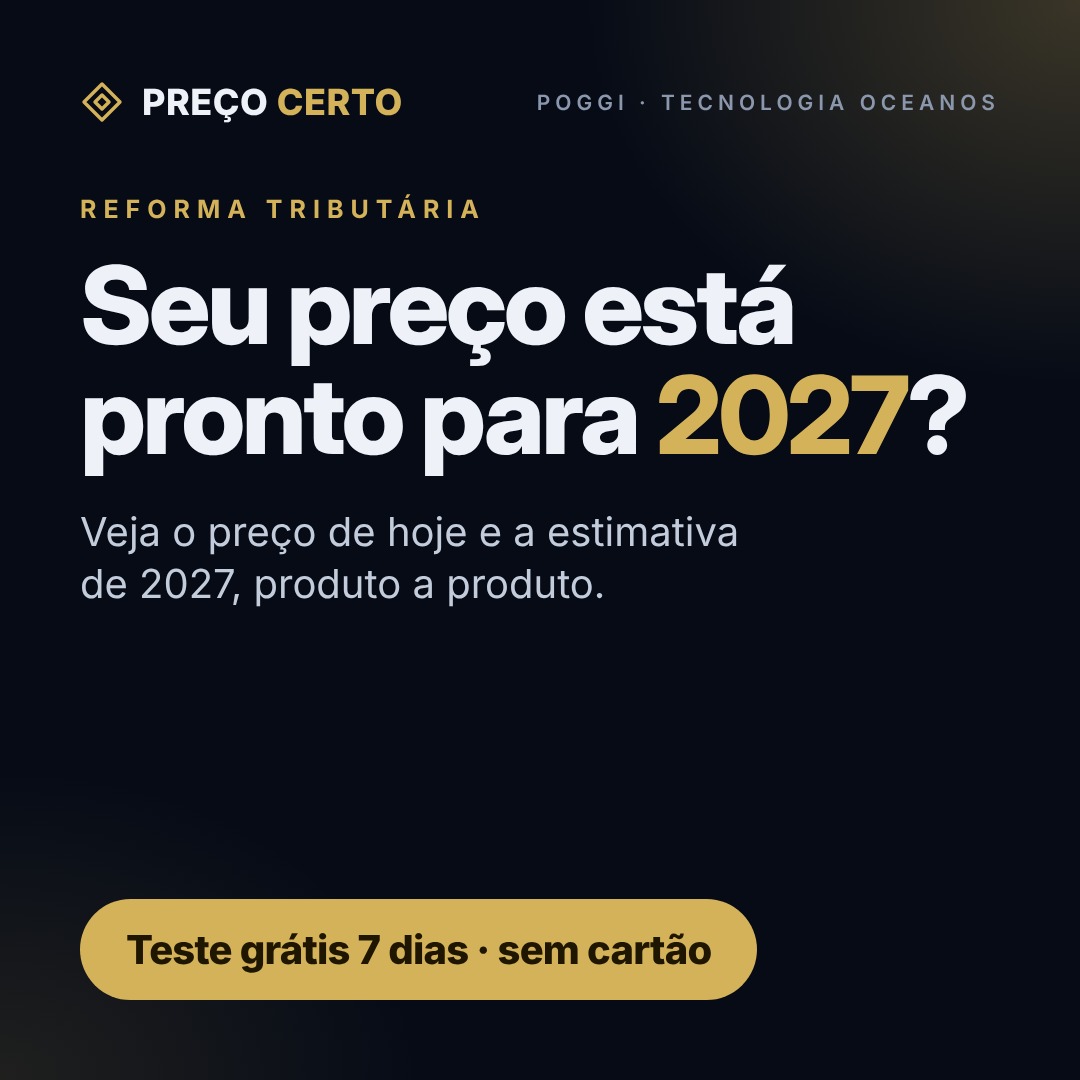 PREÇO CERTO
POGGI · TECNOLOGIA OCEANOS
REFORMA TRIBUTÁRIA
Seu preço está
pronto para 2027?
Veja o preço de hoje e a estimativa
de 2027, produto a produto.
Teste grátis 7 dias · sem cartão